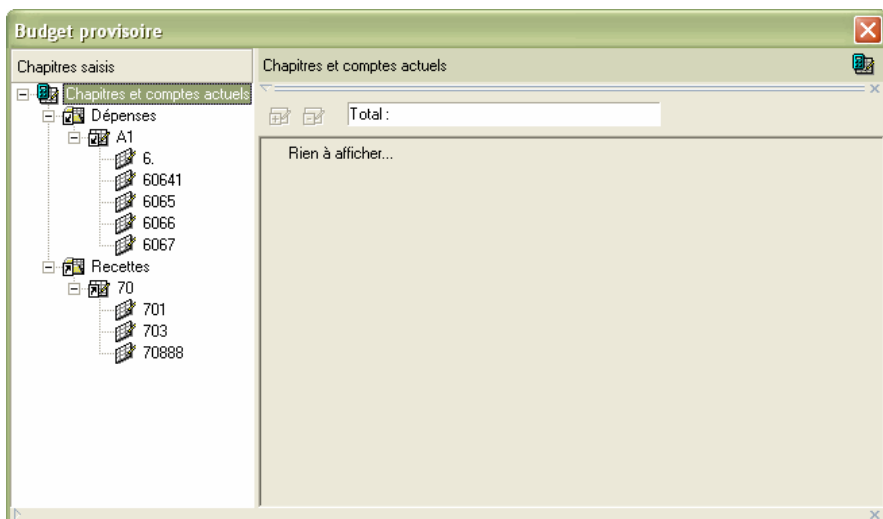 Budget provisoire
Chapitres saisis
Chapitres et comptes actuels
Dépenses
A1
6.
60641
6065
6066
6067
Recettes
70
701
703
70888
Chapitres et comptes actuels
Total :
Rien à afficher...